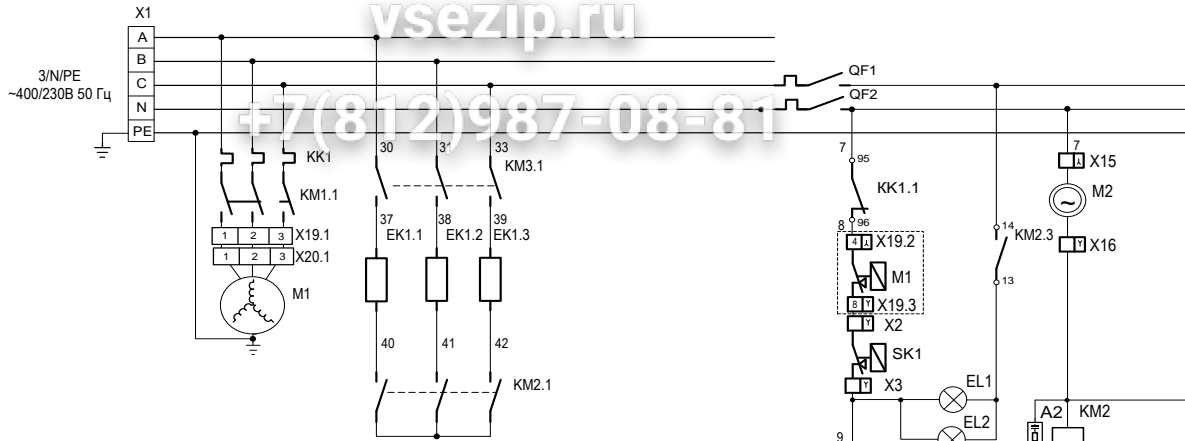 vsezip.ru
+7(812)987-08-81
X1
A
B
C
N
PE
3/N/PE
~400/230В 50 Гц
QF1
QF2
KK1
KM1.1
1 2 3 X19.1
1 2 3 X20.1
M1
30 31 33
KM3.1
37 38 39
EK1.1 EK1.2 EK1.3
40 41 42
KM2.1
7
95
KK1.1
96
8
4 X19.2
M1
8 X19.3
X2
SK1
X3
9
14
KM2.3
13
EL1
EL2
7
X15
M2
~
X16
A2
KM2